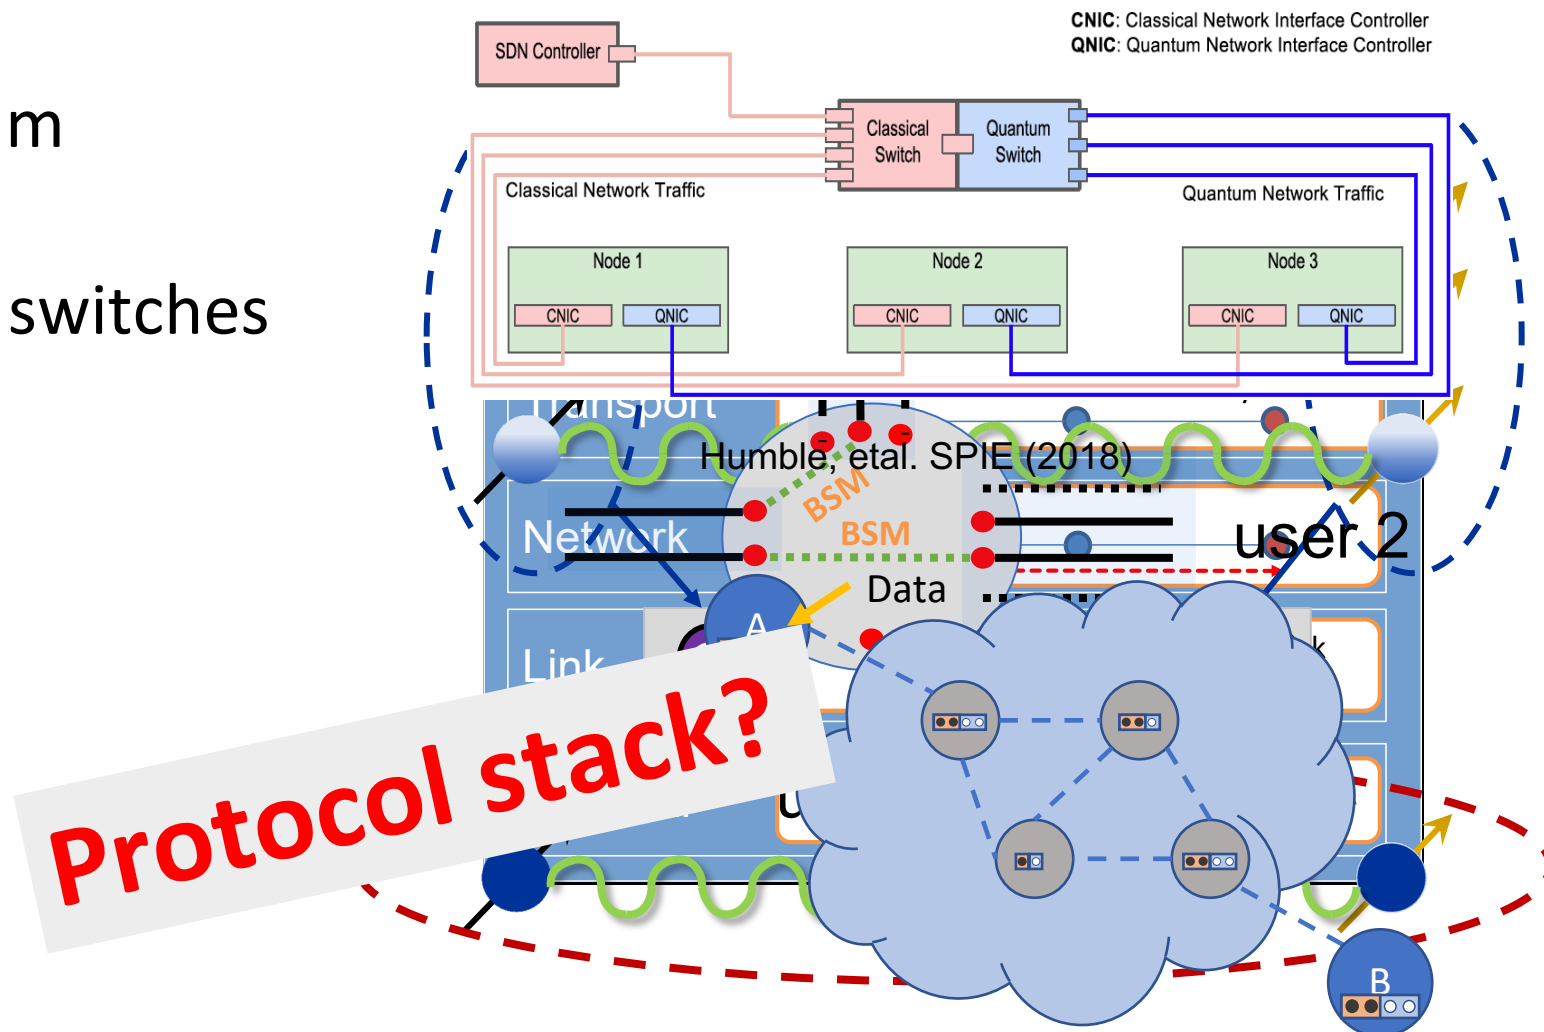 CNIC: Classical Network Interface Controller
QNIC: Quantum Network Interface Controller
SDN Controller
m
Classical Switch
Quantum Switch
Classical Network Traffic
Quantum Network Traffic
switches
Node 1
Node 2
Node 3
CNIC
QNIC
CNIC
QNIC
CNIC
QNIC
Transport
Humble, etal. SPIE (2018)
BSM
BSM
Network
user 2
Data
A
Link
Protocol stack?
B